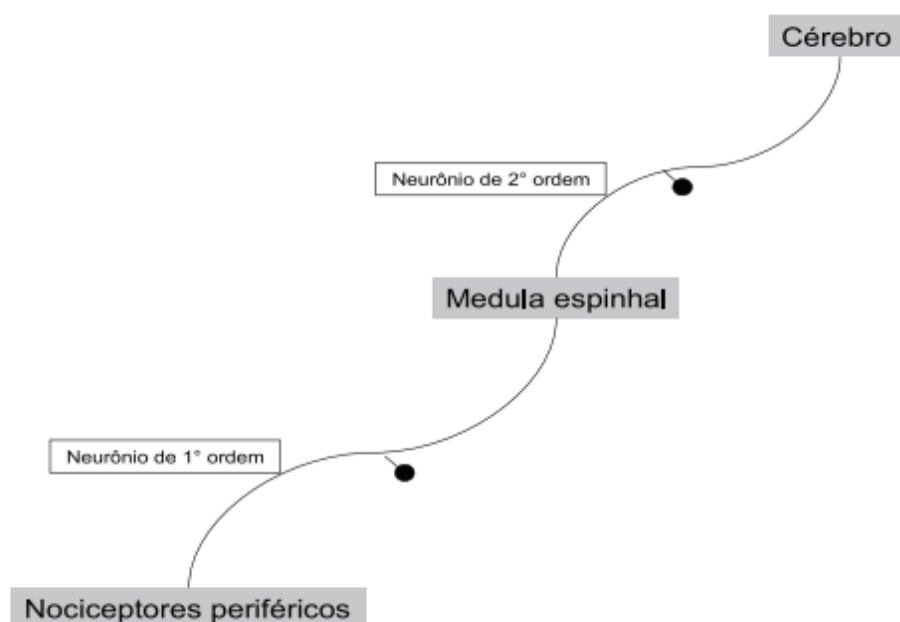 Cérebro
Neurônio de 2° ordem
Medula espinhal
Neurônio de 1° ordem
Nociceptores periféricos